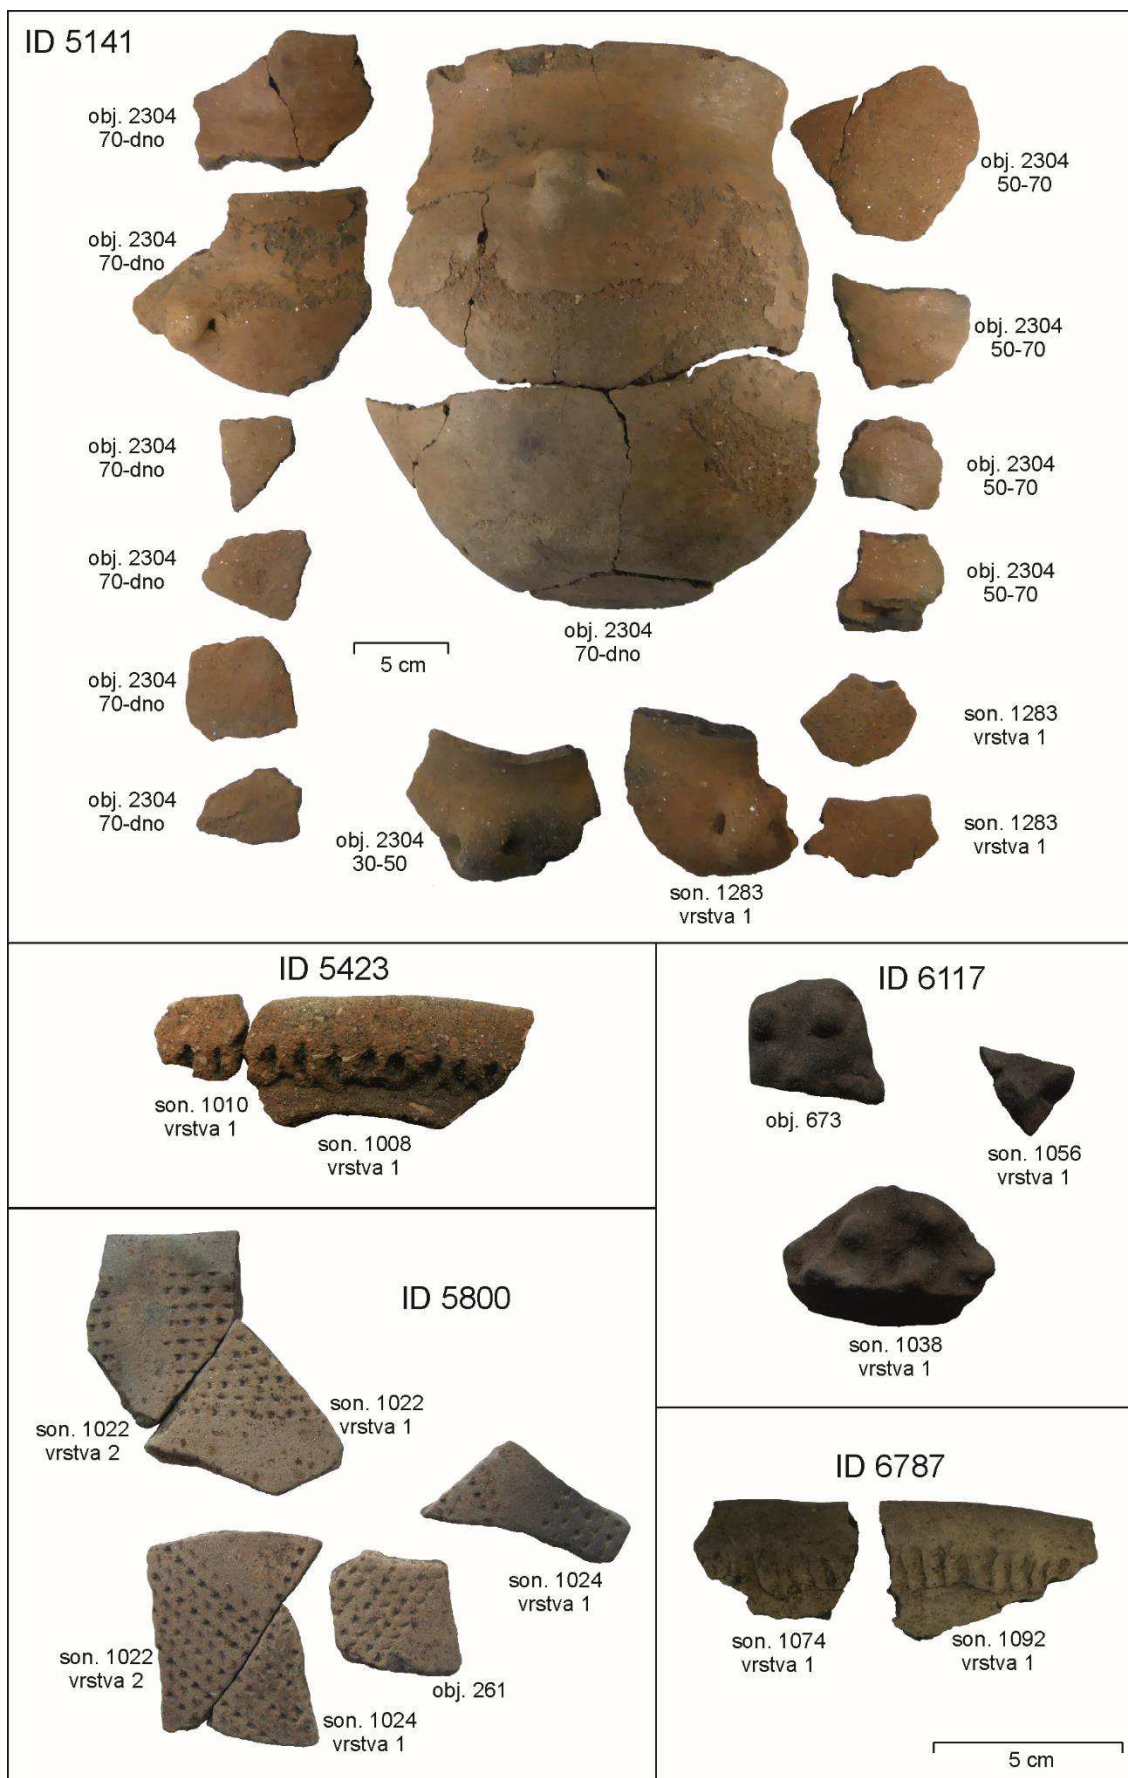 ID 5141
obj. 2304
70-dno
obj. 2304
70-dno
obj. 2304
70-dno
obj. 2304
70-dno
obj. 2304
70-dno
obj. 2304
70-dno
5 cm
obj. 2304
70-dno
obj. 2304
50-70
obj. 2304
50-70
obj. 2304
50-70
obj. 2304
50-70
obj. 2304
30-50
son. 1283
vrstva 1
son. 1283
vrstva 1
son. 1283
vrstva 1
ID 5423
son. 1010
vrstva 1
son. 1008
vrstva 1
ID 6117
obj. 673
son. 1056
vrstva 1
son. 1038
vrstva 1
ID 5800
son. 1022
vrstva 2
son. 1022
vrstva 1
son. 1024
vrstva 1
son. 1022
vrstva 2
obj. 261
son. 1024
vrstva 1
ID 6787
son. 1074
vrstva 1
son. 1092
vrstva 1
5 cm